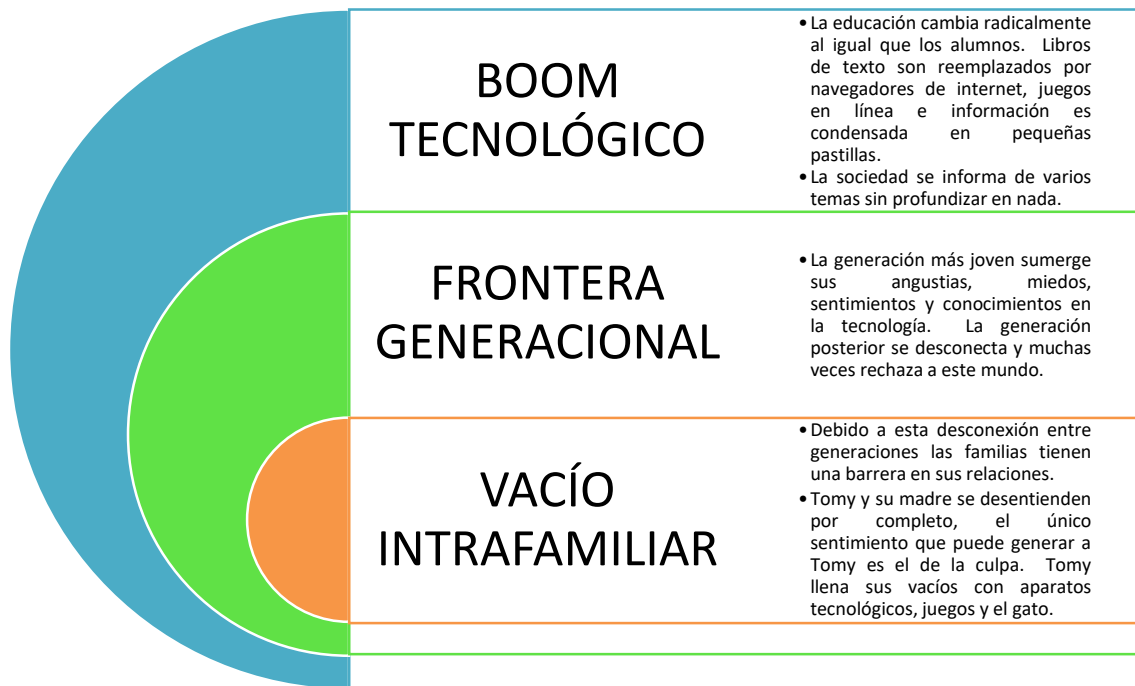 BOOM
TECNOLÓGICO
• La educación cambia radicalmente
al igual que los alumnos. Libros
de texto son reemplazados por
navegadores de internet, juegos
en línea e información es
condensada en pequeñas
pastillas.
• La sociedad se informa de varios
temas sin profundizar en nada.
FRONTERA
GENERACIONAL
• La generación más joven sumerge
sus angustias, miedos,
sentimientos y conocimientos en
la tecnología. La generación
posterior se desconecta y muchas
veces rechaza a este mundo.
VACÍO
INTRAFAMILIAR
• Debido a esta desconexión entre
generaciones las familias tienen
una barrera en sus relaciones.
• Tomy y su madre se desentienden
por completo, el único
sentimiento que puede generar a
Tomy es el de la culpa. Tomy
llena sus vacíos con aparatos
tecnológicos, juegos y el gato.